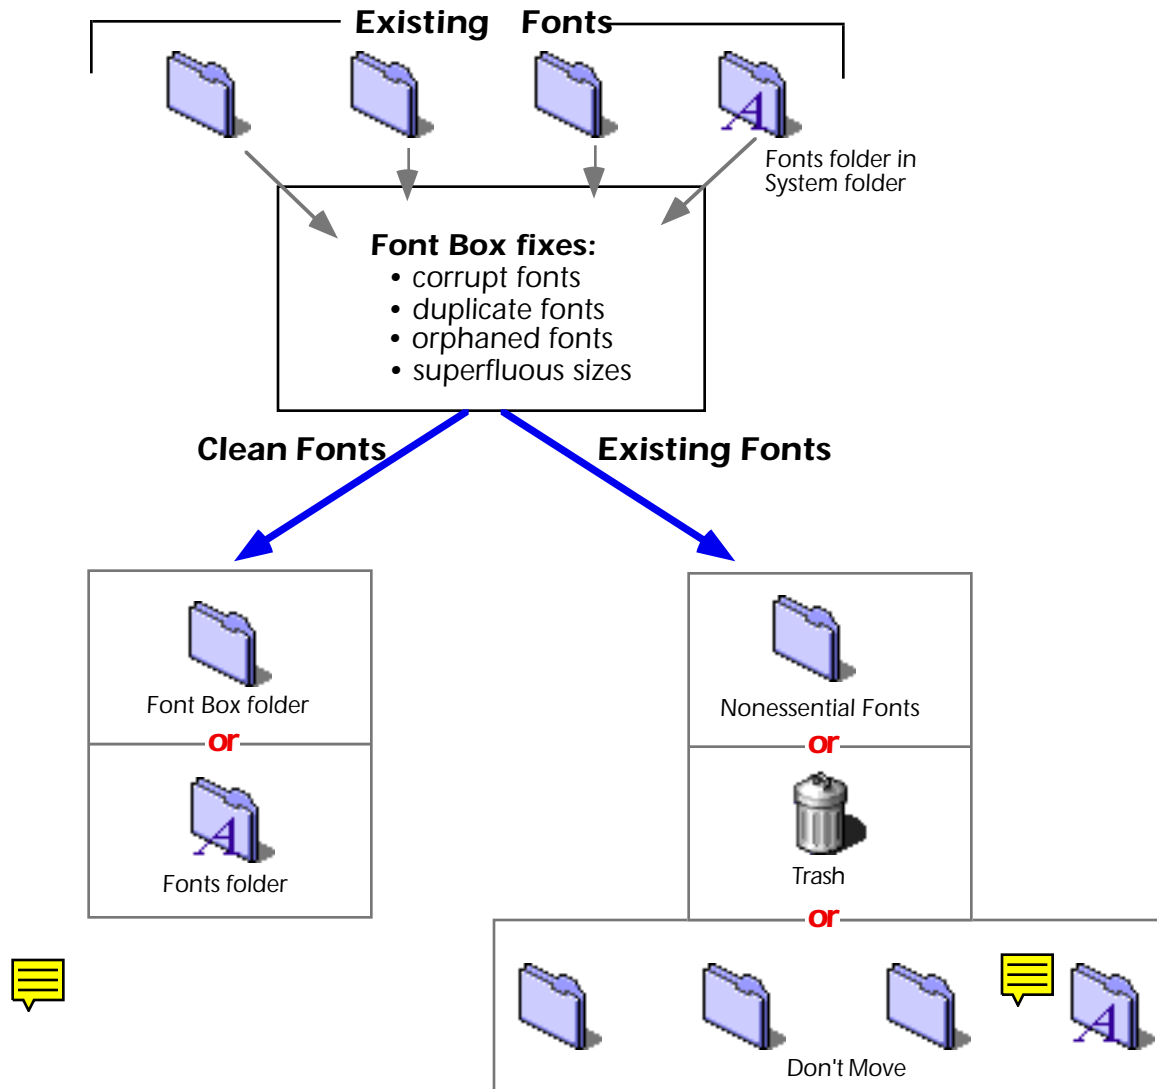 Existing Fonts
Fonts folder in
System folder
Font Box fixes:
• corrupt fonts
• duplicate fonts
• orphaned fonts
• superfluous sizes
Clean Fonts
Existing Fonts
Font Box folder
or
Fonts folder
Nonessential Fonts
or
Trash
or
Don't Move